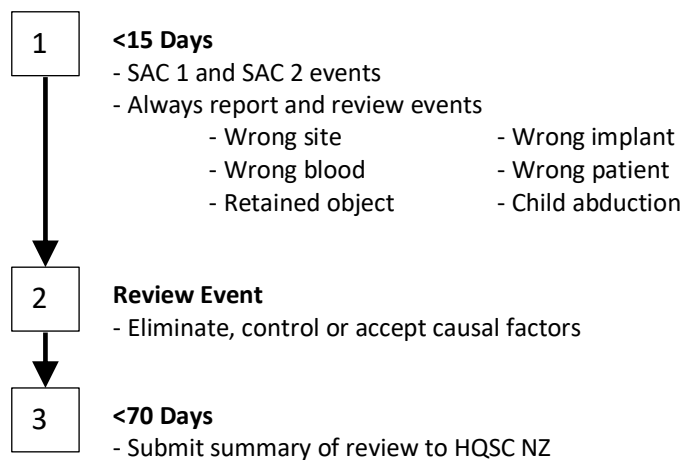 1
<15 Days
- SAC 1 and SAC 2 events
- Always report and review events
- Wrong site - Wrong implant
- Wrong blood - Wrong patient
- Retained object - Child abduction
2
Review Event
- Eliminate, control or accept causal factors
3
<70 Days
- Submit summary of review to HQSC NZ